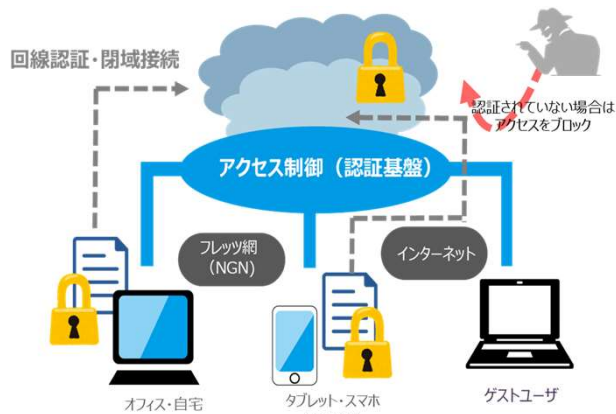 回線認証・閉域接続
認証されていない場合は
アクセスをブロック
アクセス制御（認証基盤）
フレッツ網
（NGN)
インターネット
オフィス・自宅
タブレット・スマホ
ゲストユーザ